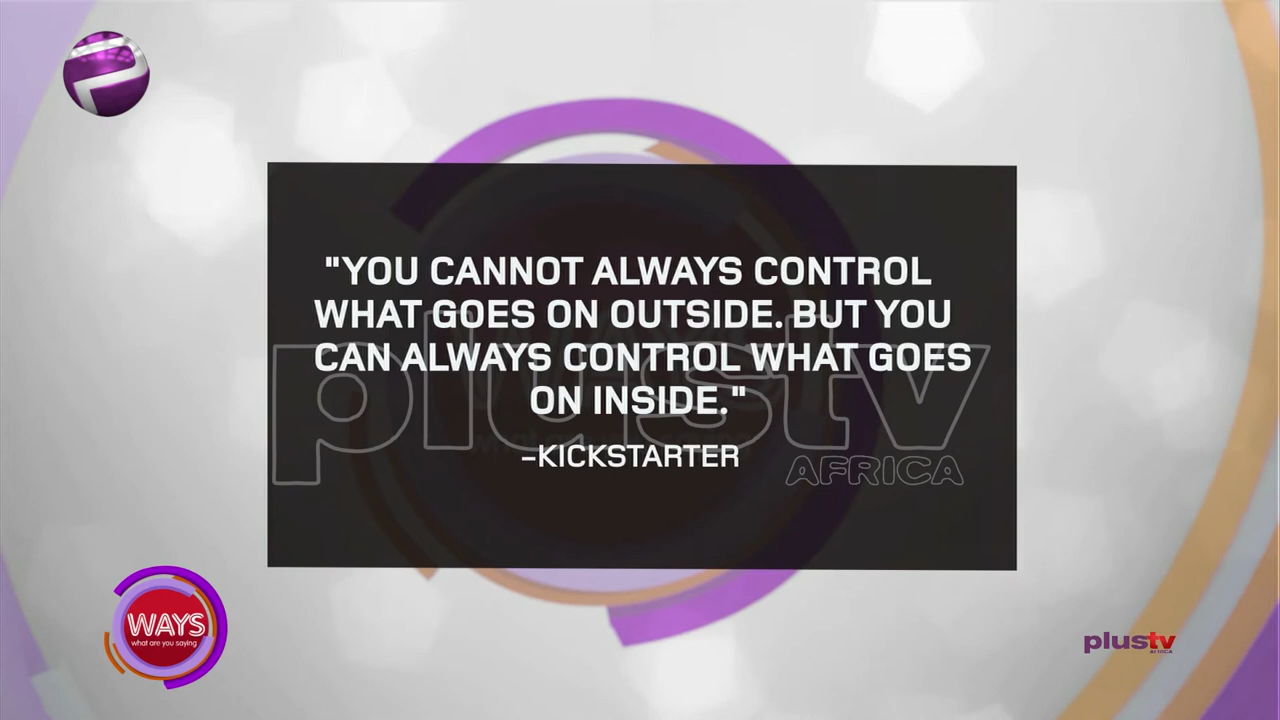 "YOU CANNOT ALWAYS CONTROL
WHAT GOES ON OUTSIDE. BUT YOU
CAN ALWAYS CONTROL WHAT GOES
ON INSIDE."
–KICKSTARTER
plustv
AFRICA
WAYS
what are you saying
plustv
AFRICA